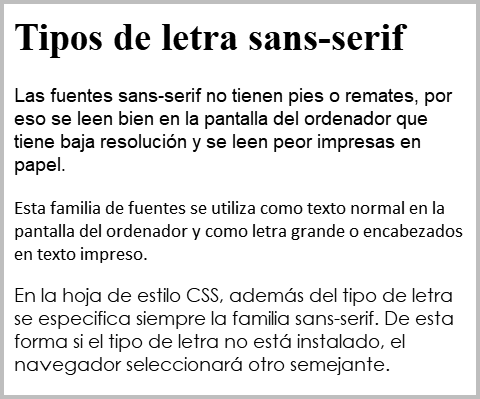 Tipos de letra sans-serif
Las fuentes sans-serif no tienen pies o remates, por
eso se leen bien en la pantalla del ordenador que
tiene baja resolución y se leen peor impresas en
papel.
Esta familia de fuentes se utiliza como texto normal en la
pantalla del ordenador y como letra grande o encabezados
en texto impreso.
En la hoja de estilo CSS, además del tipo de letra
se especifica siempre la familia sans-serif. De esta
forma si el tipo de letra no está instalado, el
navegador seleccionará otro semejante.